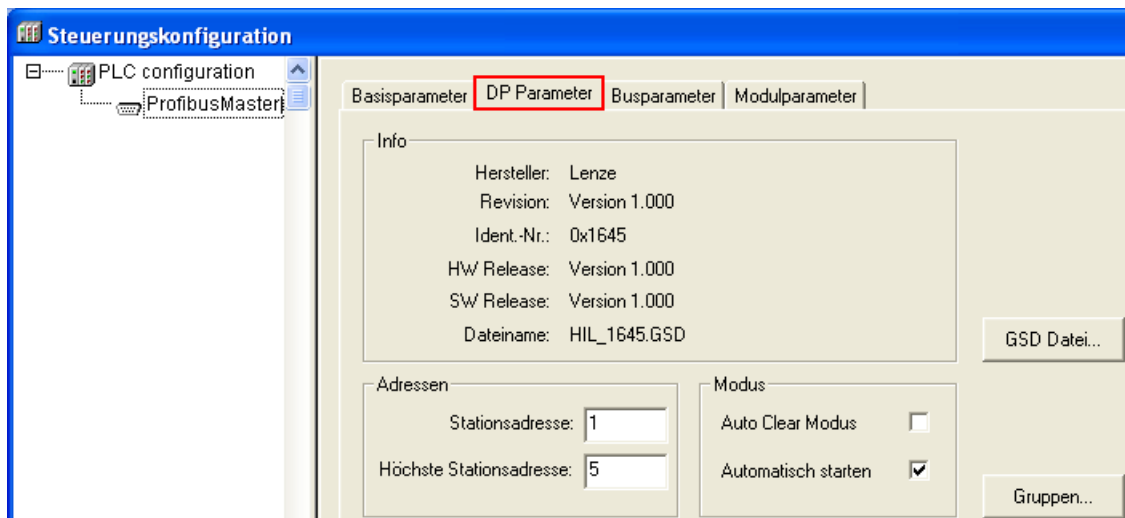 Steuerungskonfiguration
PLC configuration
ProfibusMaster
Basisparameter DP Parameter Busparameter Modulparameter
Info
Hersteller: Lenze
Revision: Version 1.000
Ident.-Nr.: 0x1645
HW Release: Version 1.000
SW Release: Version 1.000
Dateiname: HIL_1645.GSD
GSD Datei...
Adressen
Stationsadresse: 1
Höchste Stationsadresse: 5
Modus
Auto Clear Modus
Automatisch starten
Gruppen...